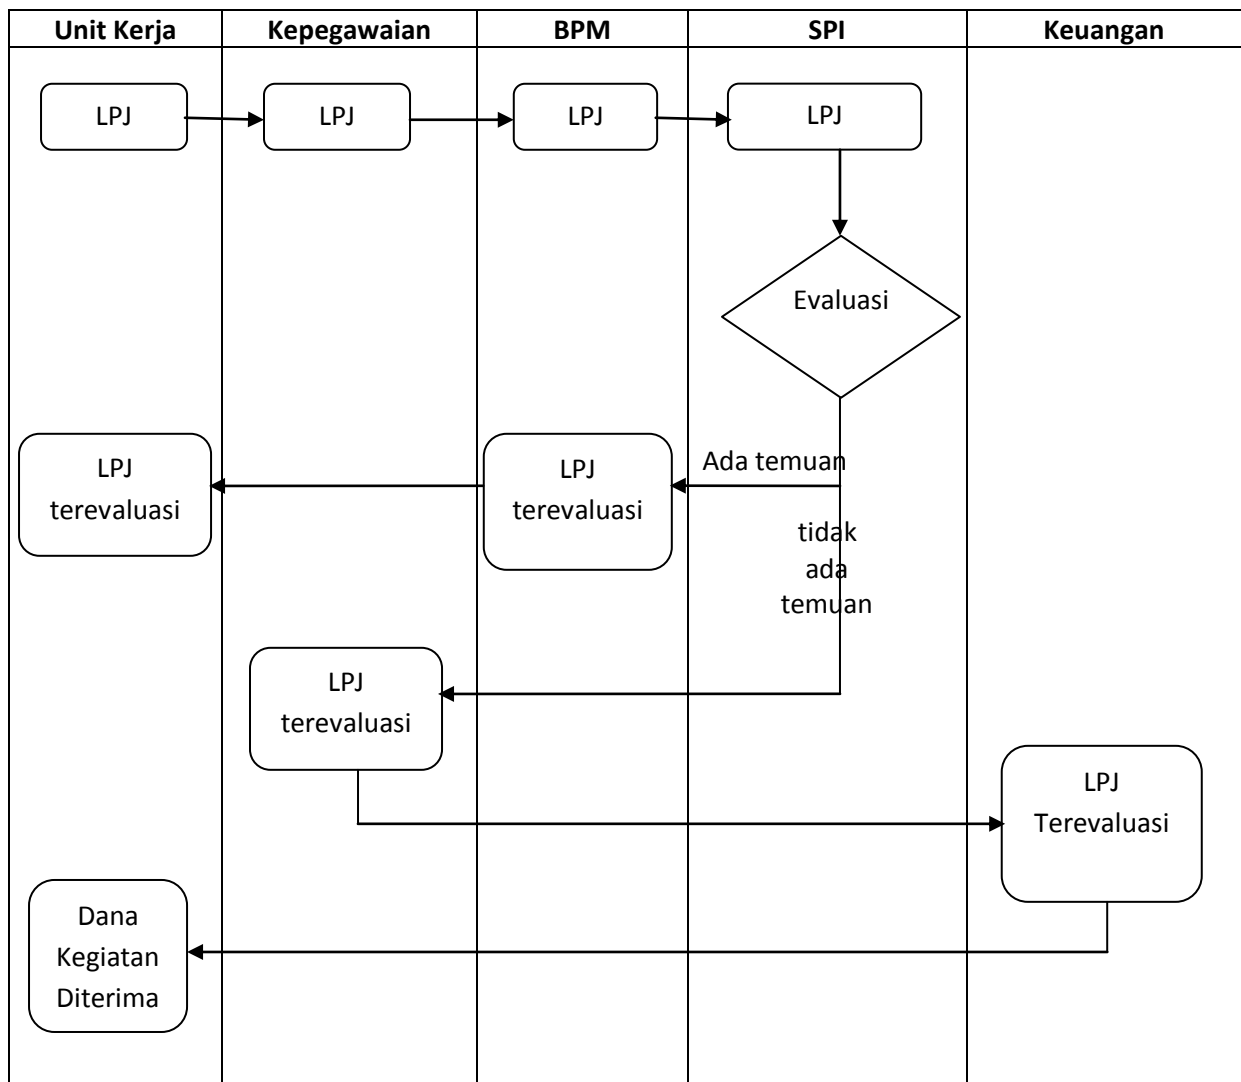 Unit Kerja
Kepegawaian
BPM
SPI
Keuangan
LPJ
LPJ
LPJ
LPJ
Evaluasi
LPJ
terevaluasi
LPJ
terevaluasi
Ada temuan
tidak
ada
temuan
LPJ
terevaluasi
LPJ
Terevaluasi
Dana
Kegiatan
Diterima